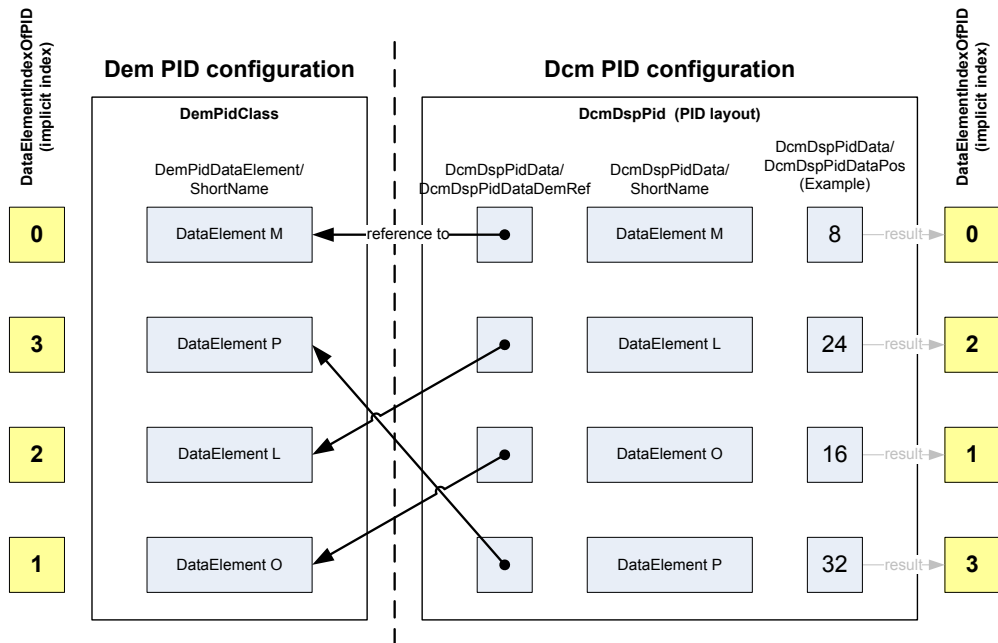 DataElementIndexOfPID
(implicit index)
Dem PID configuration
Dcm PID configuration
DataElementIndexOfPID
(implicit index)
DemPidClass
DcmDspPid (PID layout)
DemPidDataElement/
ShortName
DcmDspPidData/
DcmDspPidDataDemRef
DcmDspPidData/
ShortName
DcmDspPidData/
DcmDspPidDataPos
(Example)
0
DataElement M
reference to
DataElement M
8
result
0
3
DataElement P
DataElement L
24
result
2
2
DataElement L
DataElement O
16
result
1
1
DataElement O
DataElement P
32
result
3